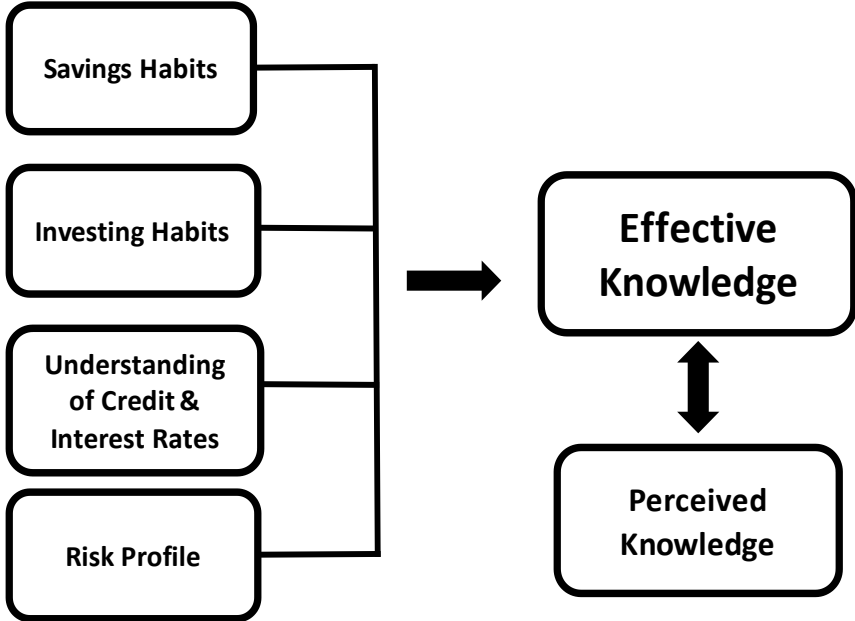 Savings Habits
Investing Habits
Understanding
of Credit &
Interest Rates
Risk Profile
Effective
Knowledge
Perceived
Knowledge